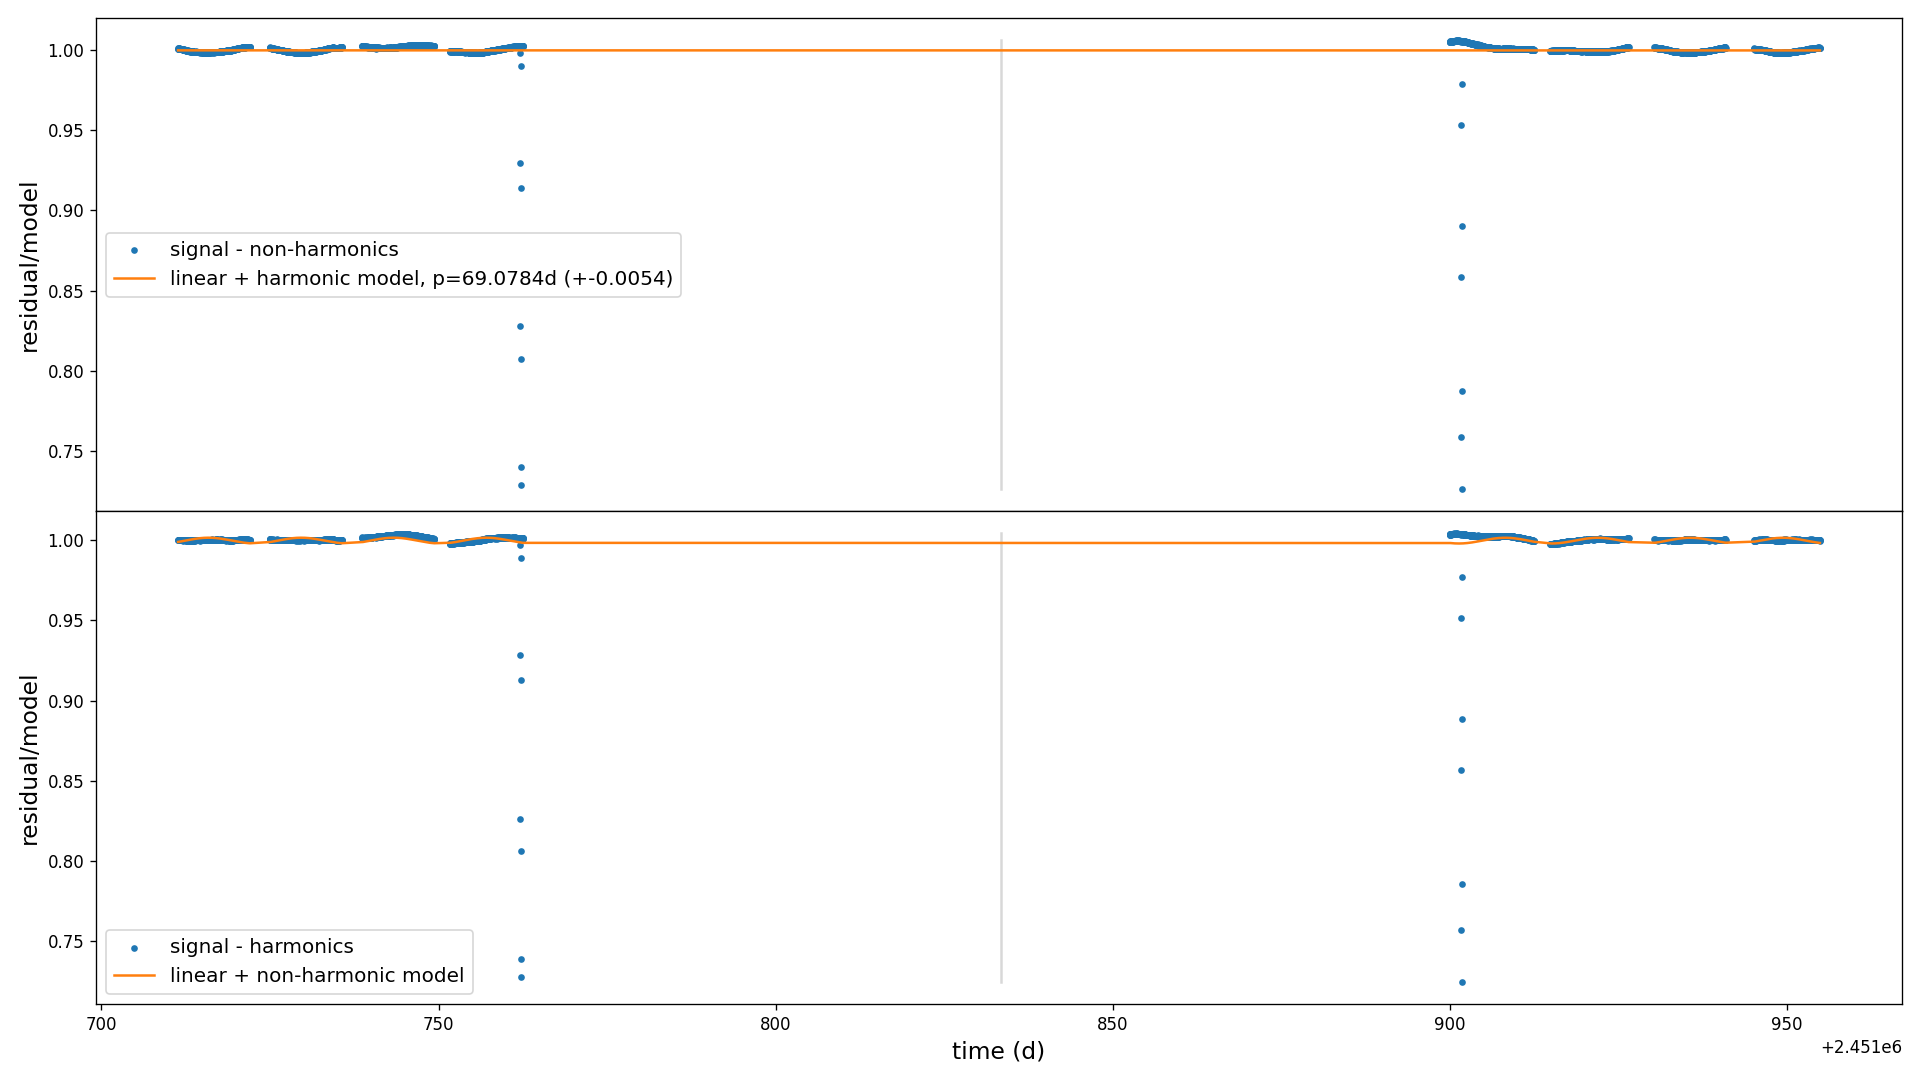 1.00
0.95
0.90
0.85
0.80
0.75
residual/model
signal - non-harmonics
linear + harmonic model, p=69.0784d (+-0.0054)
1.00
0.95
0.90
0.85
0.80
0.75
residual/model
signal - harmonics
linear + non-harmonic model
700 750 800 850 900 950
time (d)
+2.451e6